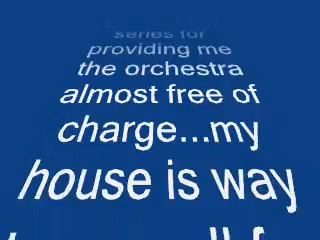 series for
providing me
the orchestra
almost free of
charge...my
house is way